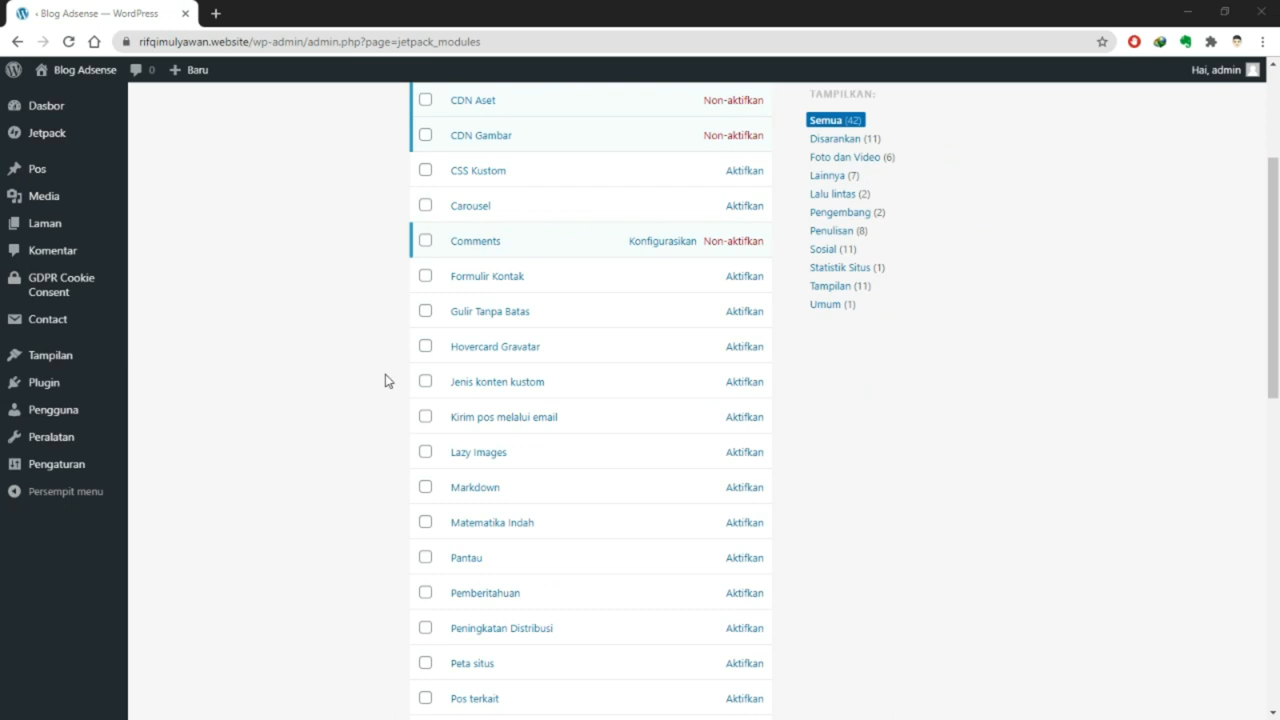 ‹ Blog Adsense — WordPress
rifqimulyawan.website/wp-admin/admin.php?page=jetpack_modules
Blog Adsense 0 Baru Hai, admin
Dasbor
Jetpack
Pos
Media
Laman
Komentar
GDPR Cookie
Consent
Contact
Tampilan
Plugin
Pengguna
Peralatan
Pengaturan
Persempit menu
CDN Aset Non-aktifkan
CDN Gambar Non-aktifkan
CSS Kustom Aktifkan
Carousel Aktifkan
Comments Konfigurasikan Non-aktifkan
Formulir Kontak Aktifkan
Gulir Tanpa Batas Aktifkan
Hovercard Gravatar Aktifkan
Jenis konten kustom Aktifkan
Kirim pos melalui email Aktifkan
Lazy Images Aktifkan
Markdown Aktifkan
Matematika Indah Aktifkan
Pantau Aktifkan
Pemberitahuan Aktifkan
Peningkatan Distribusi Aktifkan
Peta situs Aktifkan
Pos terkait Aktifkan
TAMPILKAN:
Semua (42)
Disarankan (11)
Foto dan Video (6)
Lainnya (7)
Lalu lintas (2)
Pengembang (2)
Penulisan (8)
Sosial (11)
Statistik Situs (1)
Tampilan (11)
Umum (1)